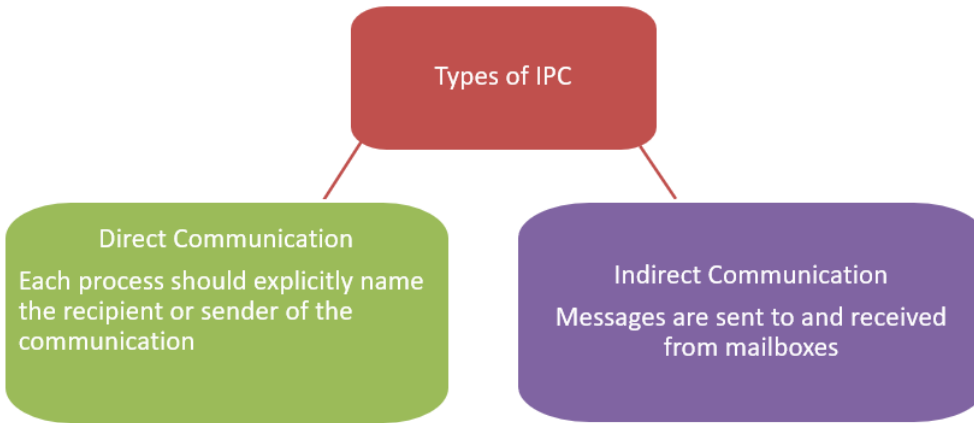 Types of IPC
Direct Communication
Each process should explicitly name
the recipient or sender of the
communication
Indirect Communication
Messages are sent to and received
from mailboxes